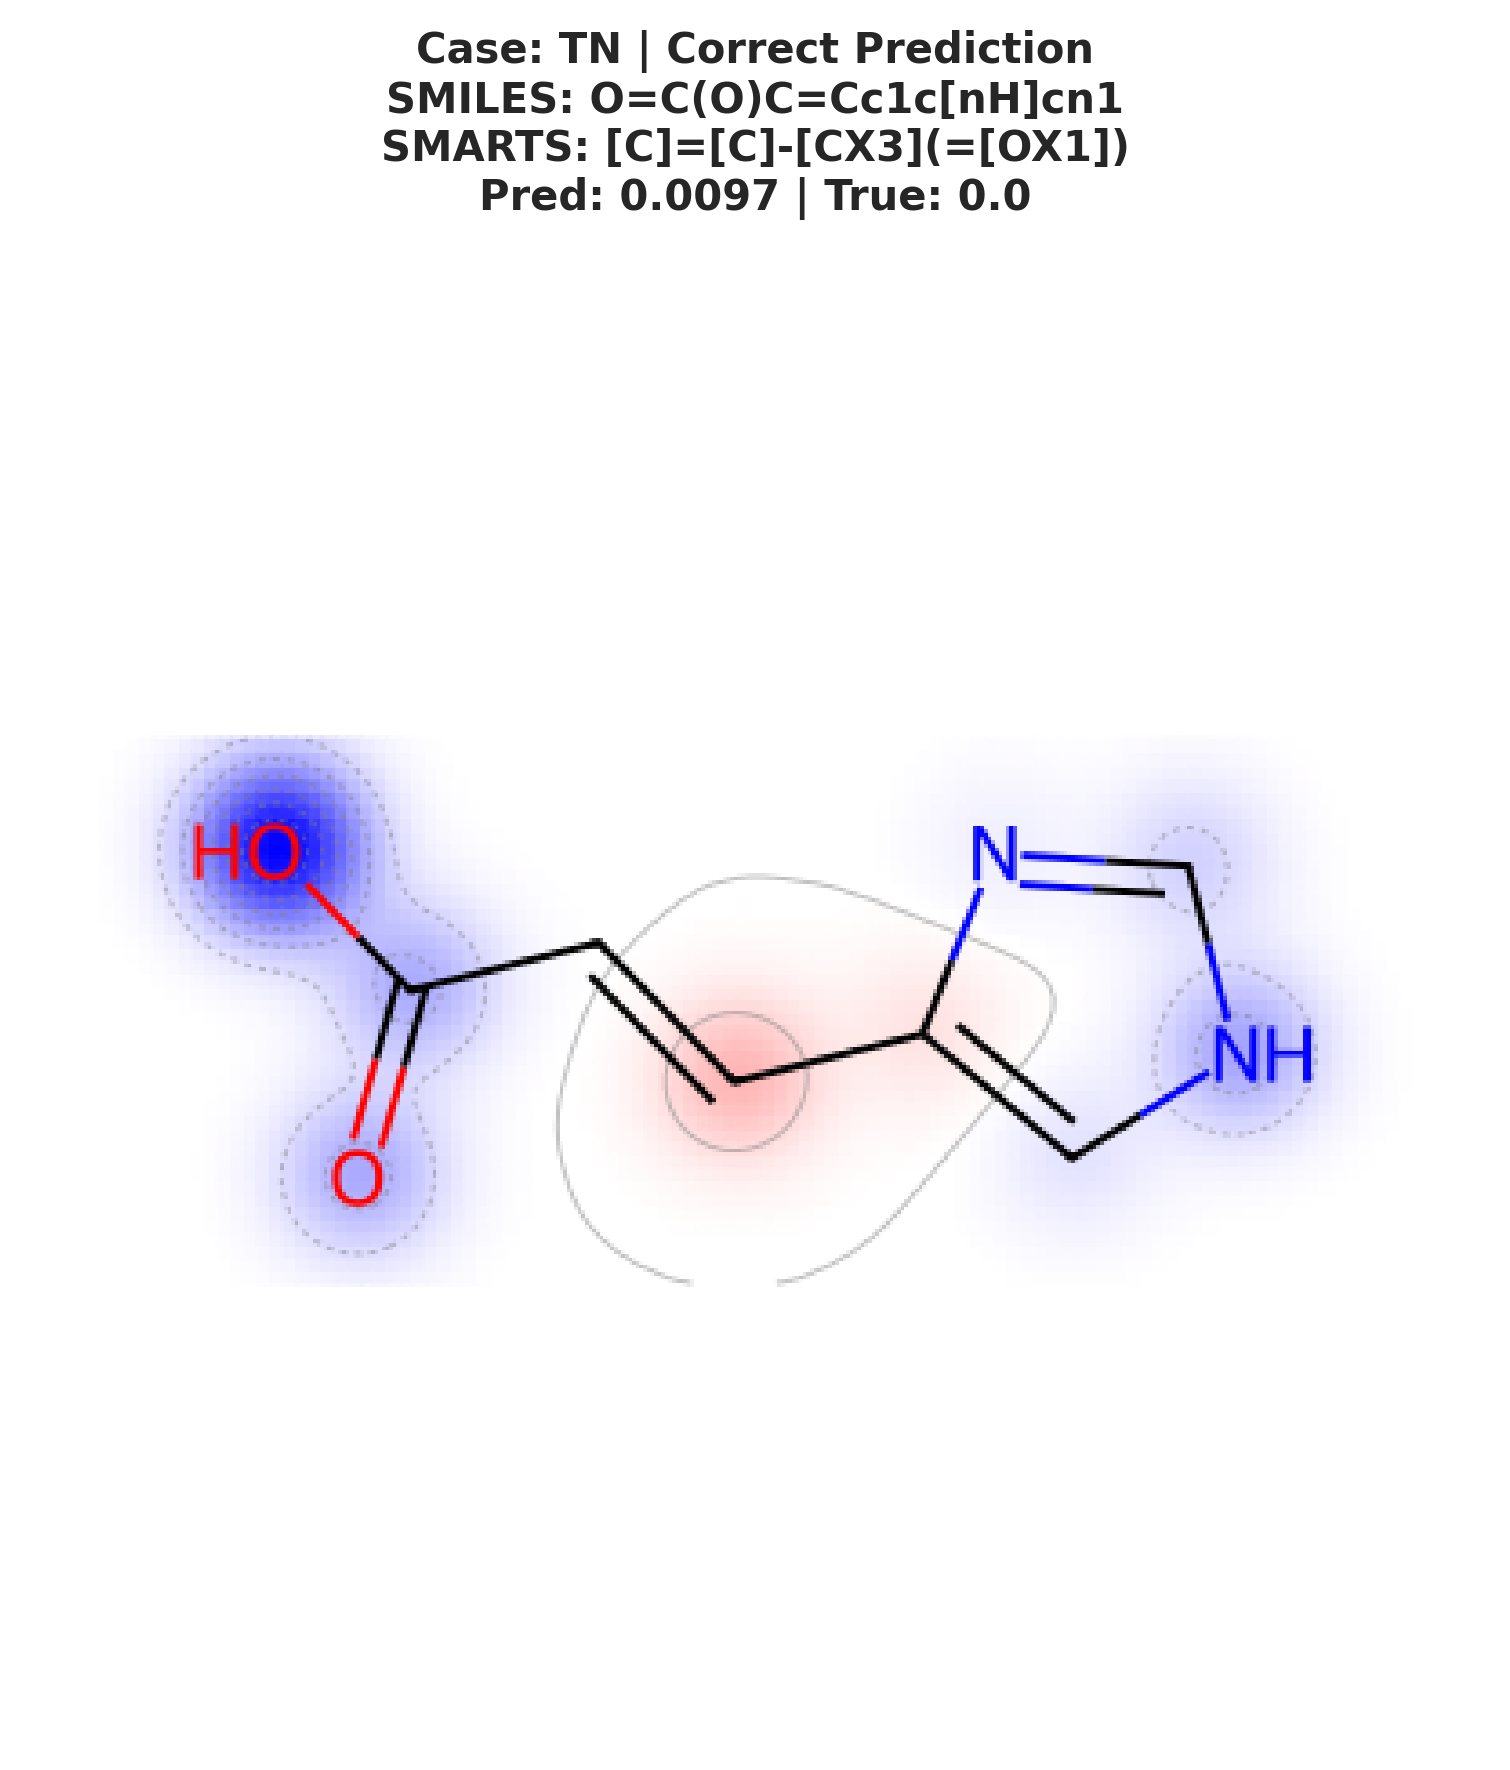 Case: TN | Correct Prediction
SMILES: O=C(O)C=Cc1c[nH]cn1
SMARTS: [C]=[C]-[CX3](=[OX1])
Pred: 0.0097 | True: 0.0
HO
N
NH
O